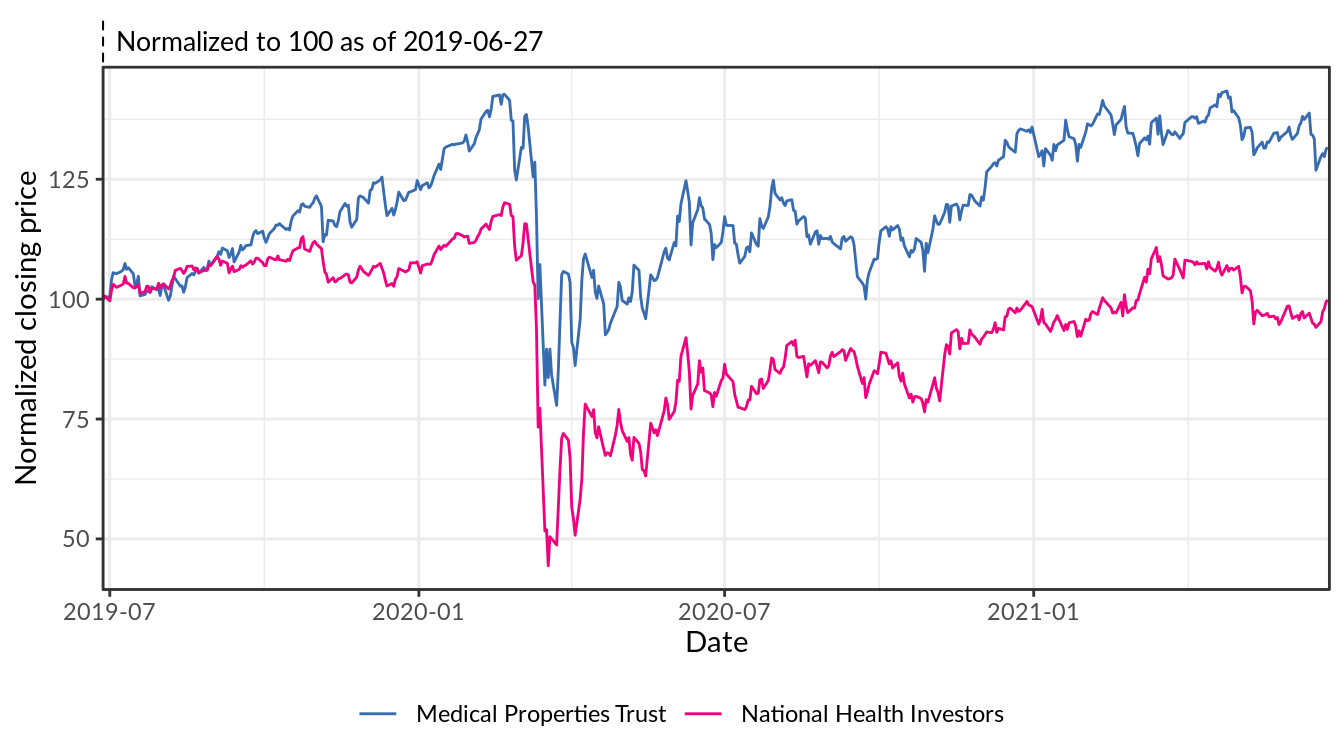 Normalized to 100 as of 2019-06-27
Normalized closing price
125
100
75
50
2019-07 2020-01 2020-07 2021-01
Date
Medical Properties Trust National Health Investors